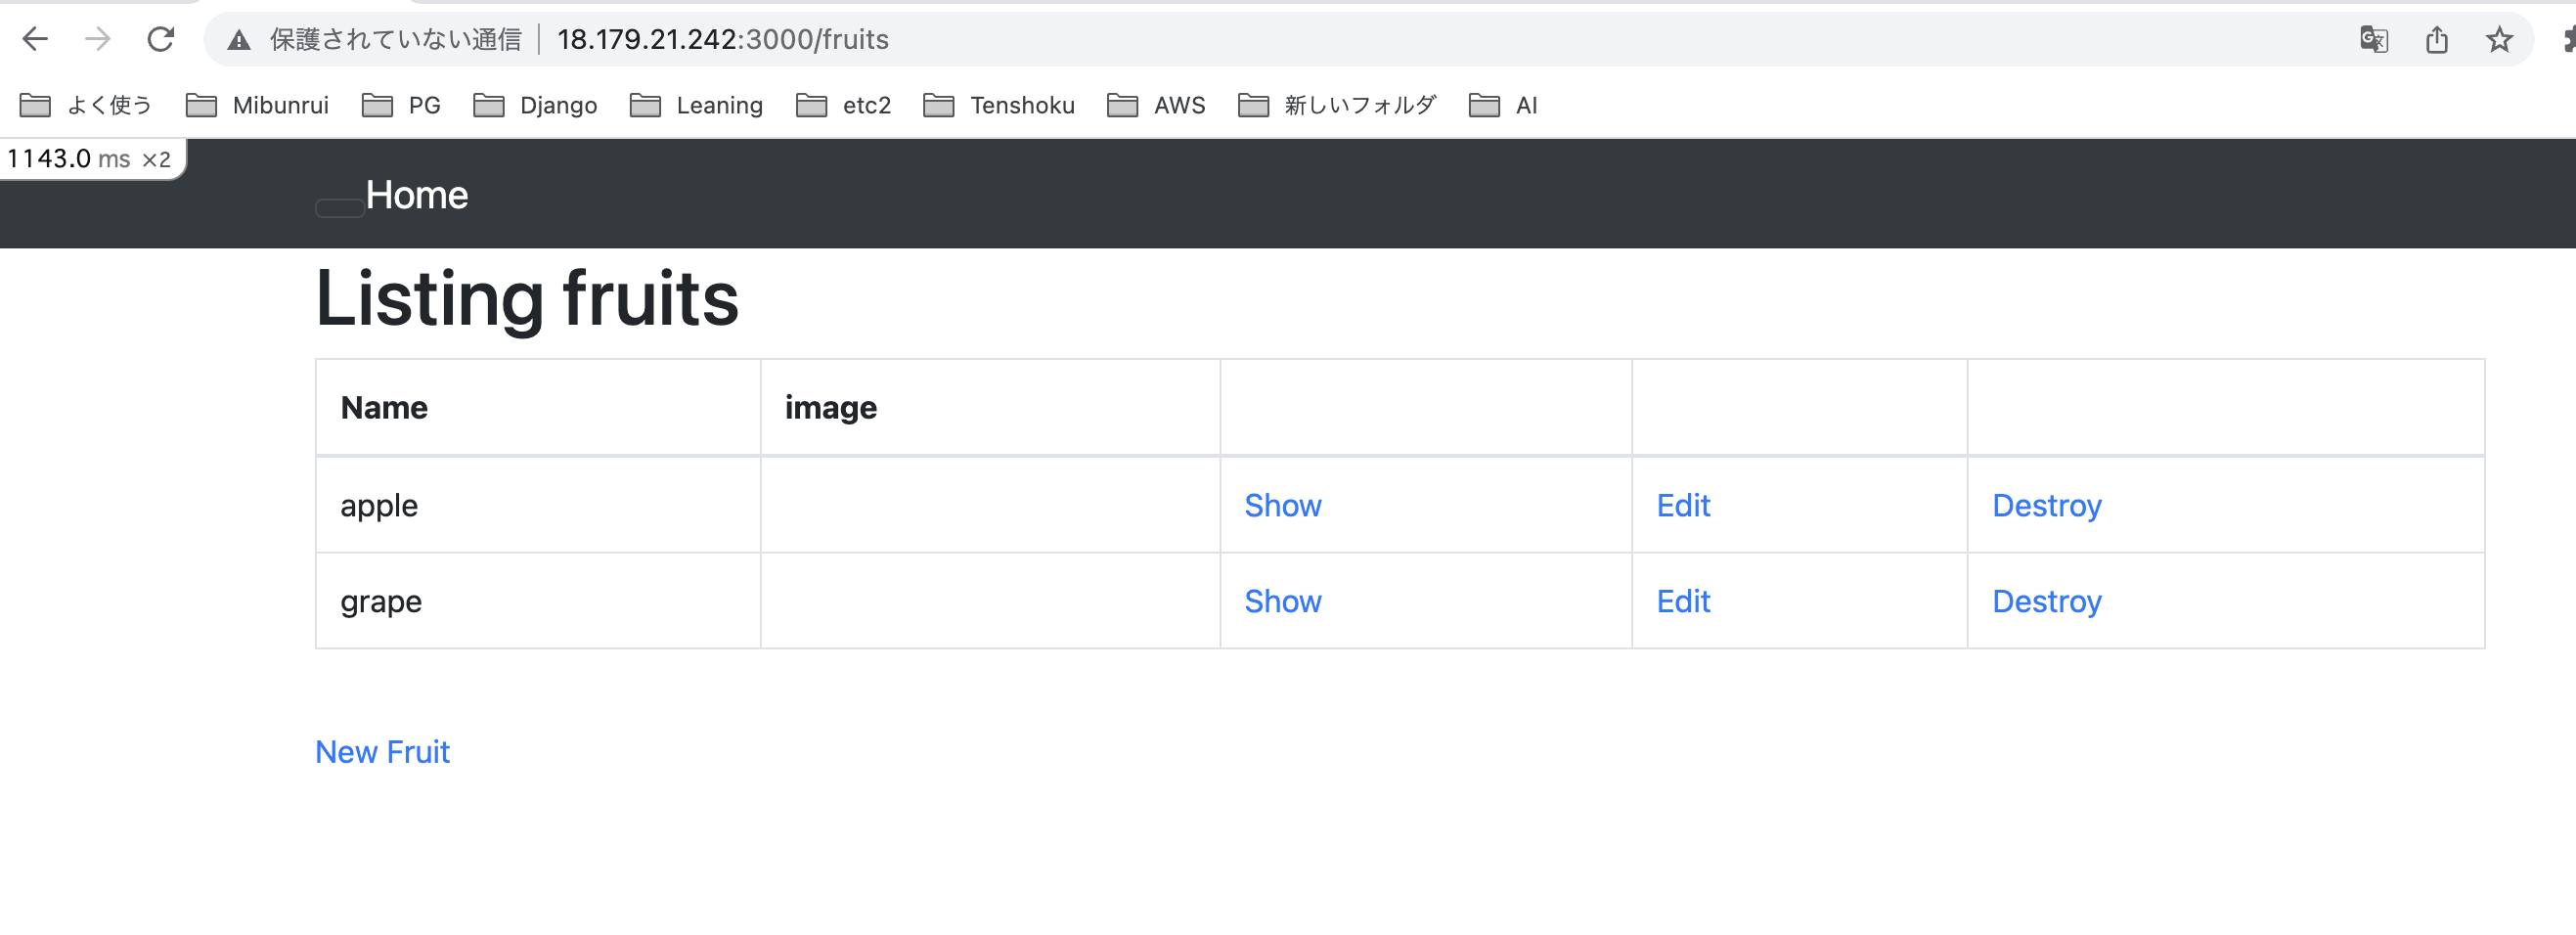 保護されていない通信 18.179.21.242:3000/fruits
よく使う Mibunrui PG Django Leaning etc2 Tenshoku AWS 新しいフォルダ AI
1143.0 ms ×2
Home
Listing fruits
Name image
apple Show Edit Destroy
grape Show Edit Destroy
New Fruit